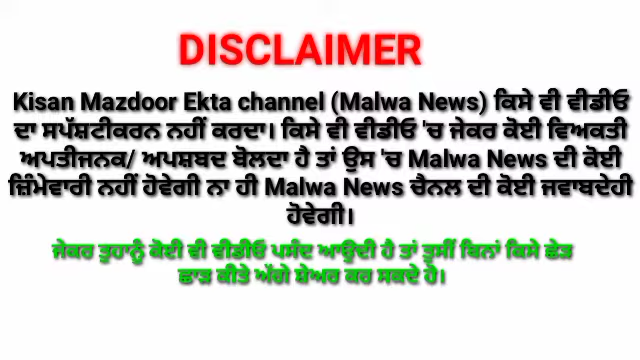 DISCLAIMER
Kisan Mazdoor Ekta channel (Malwa News) ਕਿਸੇ ਵੀ ਵੀਡੀਓ
ਦਾ ਸਪੱਸ਼ਟੀਕਰਨ ਨਹੀਂ ਕਰਦਾ। ਕਿਸੇ ਵੀ ਵੀਡੀਓ 'ਚ ਜੇਕਰ ਕੋਈ ਵਿਅਕਤੀ
ਅਪਤੀਜਨਕ/ ਅਪਸ਼ਬਦ ਬੋਲਦਾ ਹੈ ਤਾਂ ਉਸ 'ਚ Malwa News ਦੀ ਕੋਈ
ਜ਼ਿੰਮੇਵਾਰੀ ਨਹੀਂ ਹੋਵੇਗੀ ਨਾ ਹੀ Malwa News ਚੈਨਲ ਦੀ ਕੋਈ ਜਵਾਬਦੇਹੀ
ਹੋਵੇਗੀ।
ਜੇਕਰ ਤੁਹਾਨੂੰ ਕੋਈ ਵੀ ਵੀਡੀਓ ਪਸੰਦ ਆਉਦੀ ਹੈ ਤਾਂ ਤੁਸੀਂ ਬਿਨਾਂ ਕਿਸੇ ਛੇੜ
ਛਾੜ ਕੀਤੇ ਅੱਗੇ ਸ਼ੇਅਰ ਕਰ ਸਕਦੇ ਹੋ।